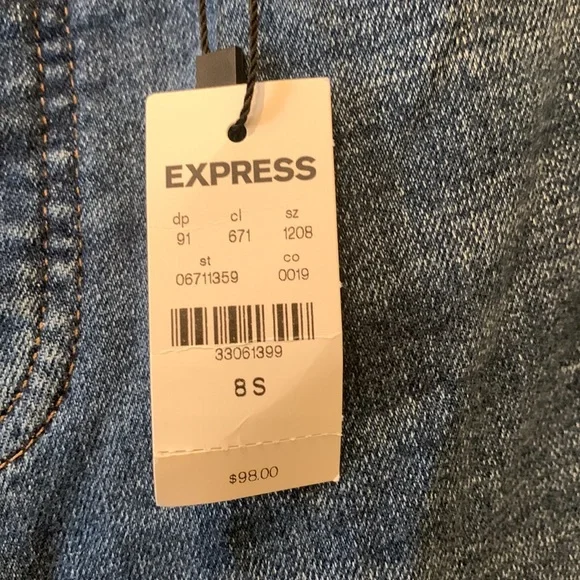 EXPRESS
dp cl sz
91 671 1208
st co
06711359 0019
33061399
8 S
$98.00